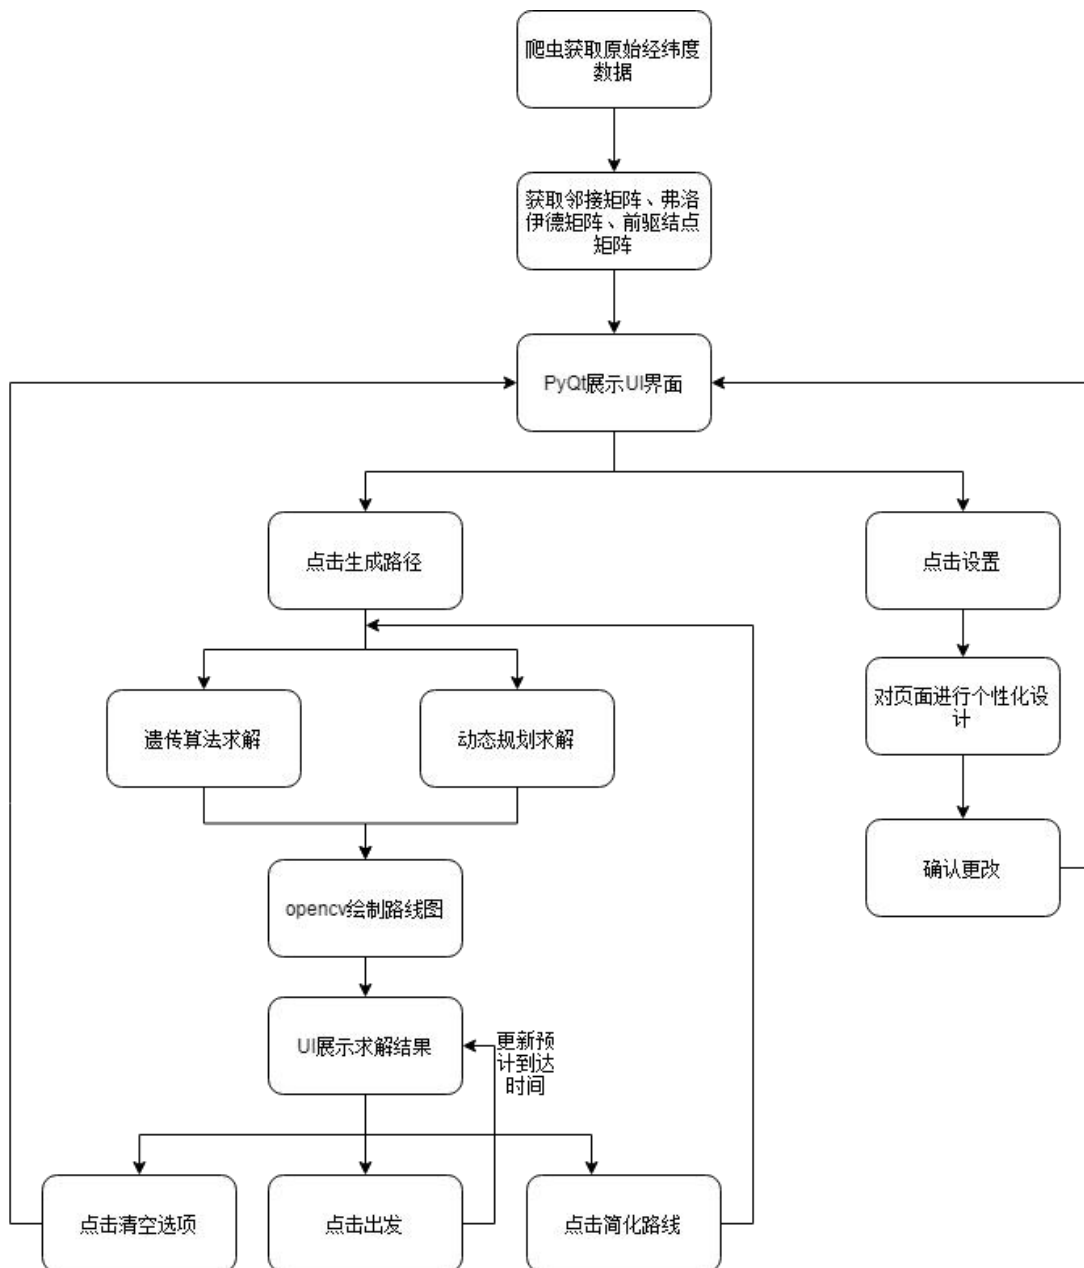 爬虫获取原始经纬度
数据
获取邻接矩阵、弗洛
伊德矩阵、前驱结点
矩阵
PyQt展示UI界面
点击生成路径
点击设置
对页面进行个性化设
计
遗传算法求解
动态规划求解
确认更改
opencv绘制路线图
UI展示求解结果
更新预
计到达
时间
点击清空选项
点击出发
点击简化路线